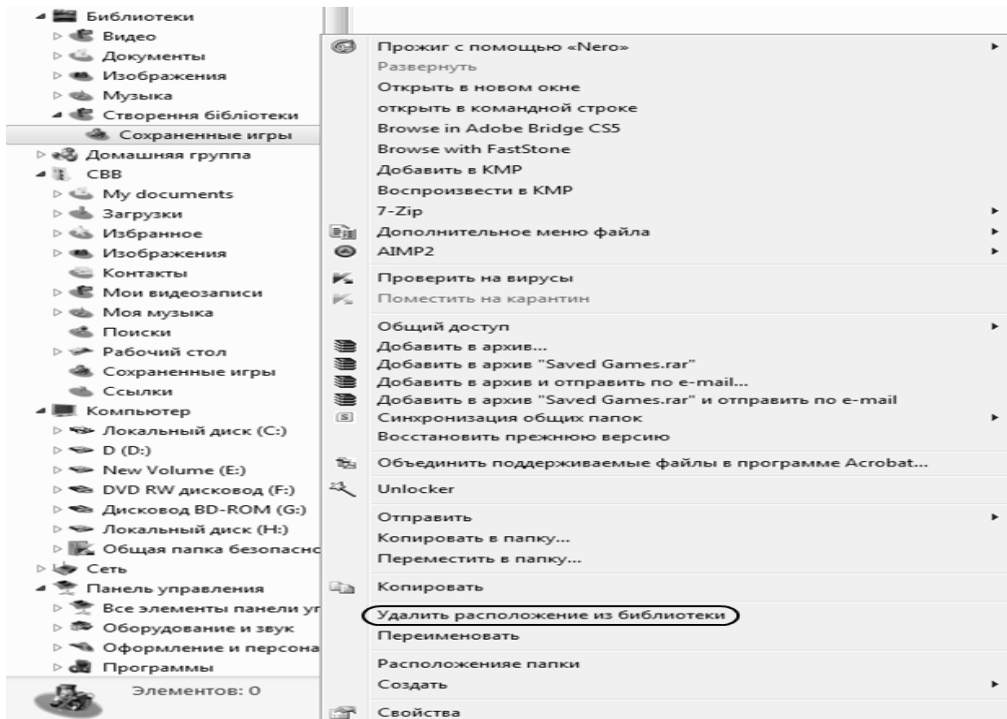 Библиотеки
Видео
Документы
Изображения
Музыка
Створення бібліотеки
Сохраненные игры
Домашняя группа
СВВ
My documents
Загрузки
Избранное
Изображения
Контакты
Мои видеозаписи
Моя музыка
Поиски
Рабочий стол
Сохраненные игры
Ссылки
Компьютер
Локальный диск (C:)
D (D:)
New Volume (E:)
DVD RW дисковод (F:)
Дисковод BD-ROM (G:)
Локальный диск (H:)
Общая папка безопасно
Сеть
Панель управления
Все элементы панели уг
Оборудование и звук
Оформление и персона
Программы
Элементов: 0
Прожиг с помощью «Nero»
Развернуть
Открыть в новом окне
открыть в командной строке
Browse in Adobe Bridge CS5
Browse with FastStone
Добавить в KMP
Воспроизвести в KMP
7-Zip
Дополнительное меню файла
AIMP2
Проверить на вирусы
Поместить на карантин
Общий доступ
Добавить в архив...
Добавить в архив "Saved Games.rar"
Добавить в архив и отправить по e-mail...
Добавить в архив "Saved Games.rar" и отправить по e-mail
Синхронизация общих папок
Восстановить прежнюю версию
Объединить поддерживаемые файлы в программе Acrobat...
Unlocker
Отправить
Копировать в папку...
Переместить в папку...
Копировать
Удалить расположение из библиотеки
Переименовать
Расположенияе папки
Создать
Свойства